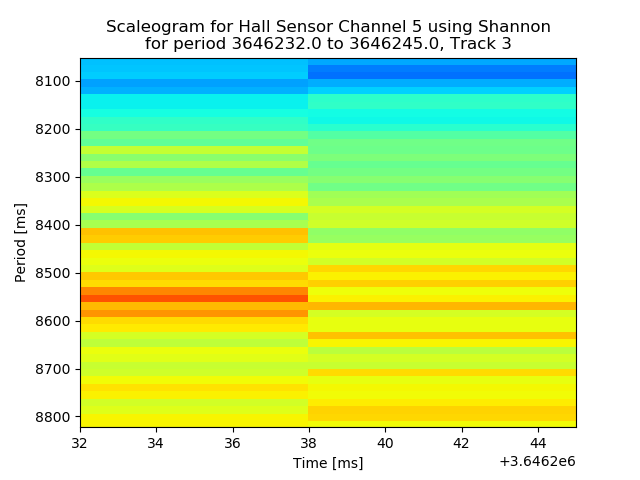 Scaleogram for Hall Sensor Channel 5 using Shannon
for period 3646232.0 to 3646245.0, Track 3
8100
8200
8300
8400
8500
8600
8700
8800
Period [ms]
32 34 36 38 40 42 44
Time [ms]
+3.6462e6